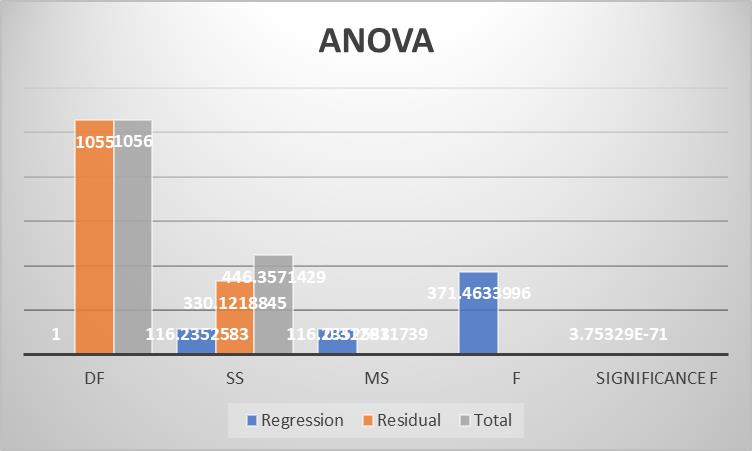 ANOVA
1055 1056
446.3571429
371.4633996
330.1218845
1 116.2352583 3.75329E-71
DF SS MS F SIGNIFICANCE F
Regression Residual Total